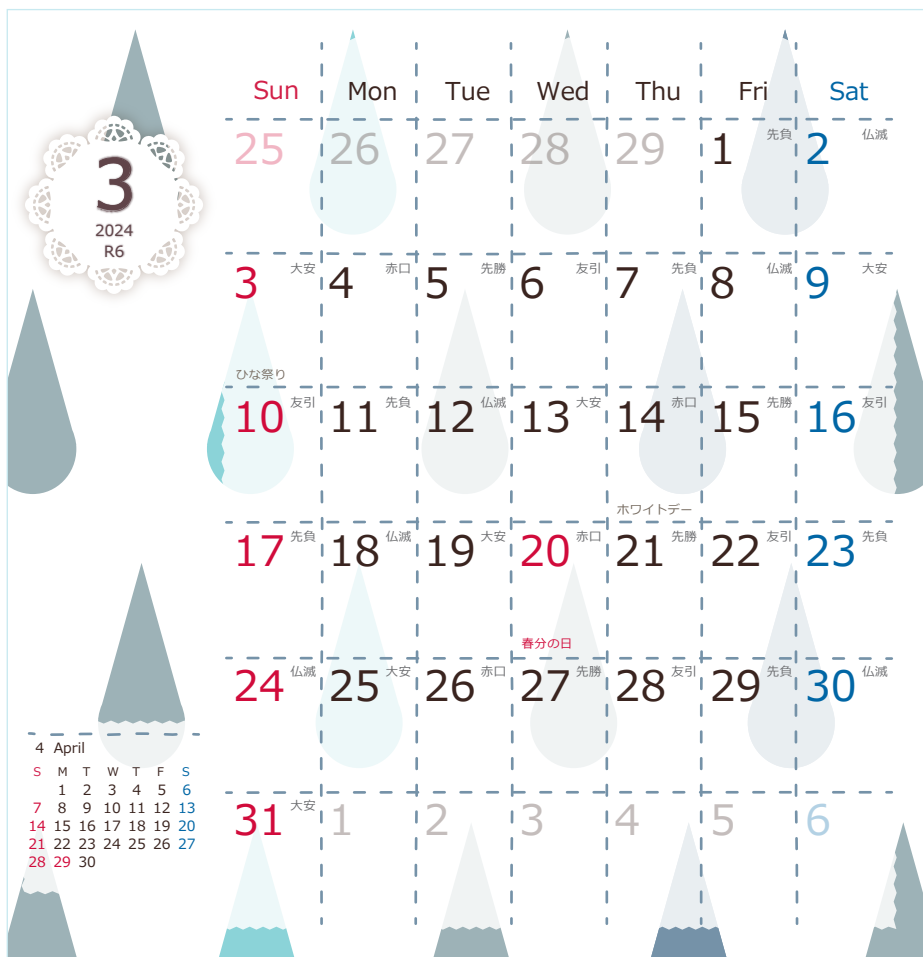 3
2024
R6
Sun Mon Tue Wed Thu Fri Sat
25 26 27 28 29 1 先負 2 仏滅
3 大安 4 赤口 5 先勝 6 友引 7 先負 8 仏滅 9 大安
ひな祭り
10 友引 11 先負 12 仏滅 13 大安 14 赤口 15 先勝 16 友引
ホワイトデー
17 先負 18 仏滅 19 大安 20 赤口 21 先勝 22 友引 23 先負
春分の日
24 仏滅 25 大安 26 赤口 27 先勝 28 友引 29 先負 30 仏滅
31 大安 1 2 3 4 5 6
4 April
S M T W T F S
1 2 3 4 5 6
7 8 9 10 11 12 13
14 15 16 17 18 19 20
21 22 23 24 25 26 27
28 29 30